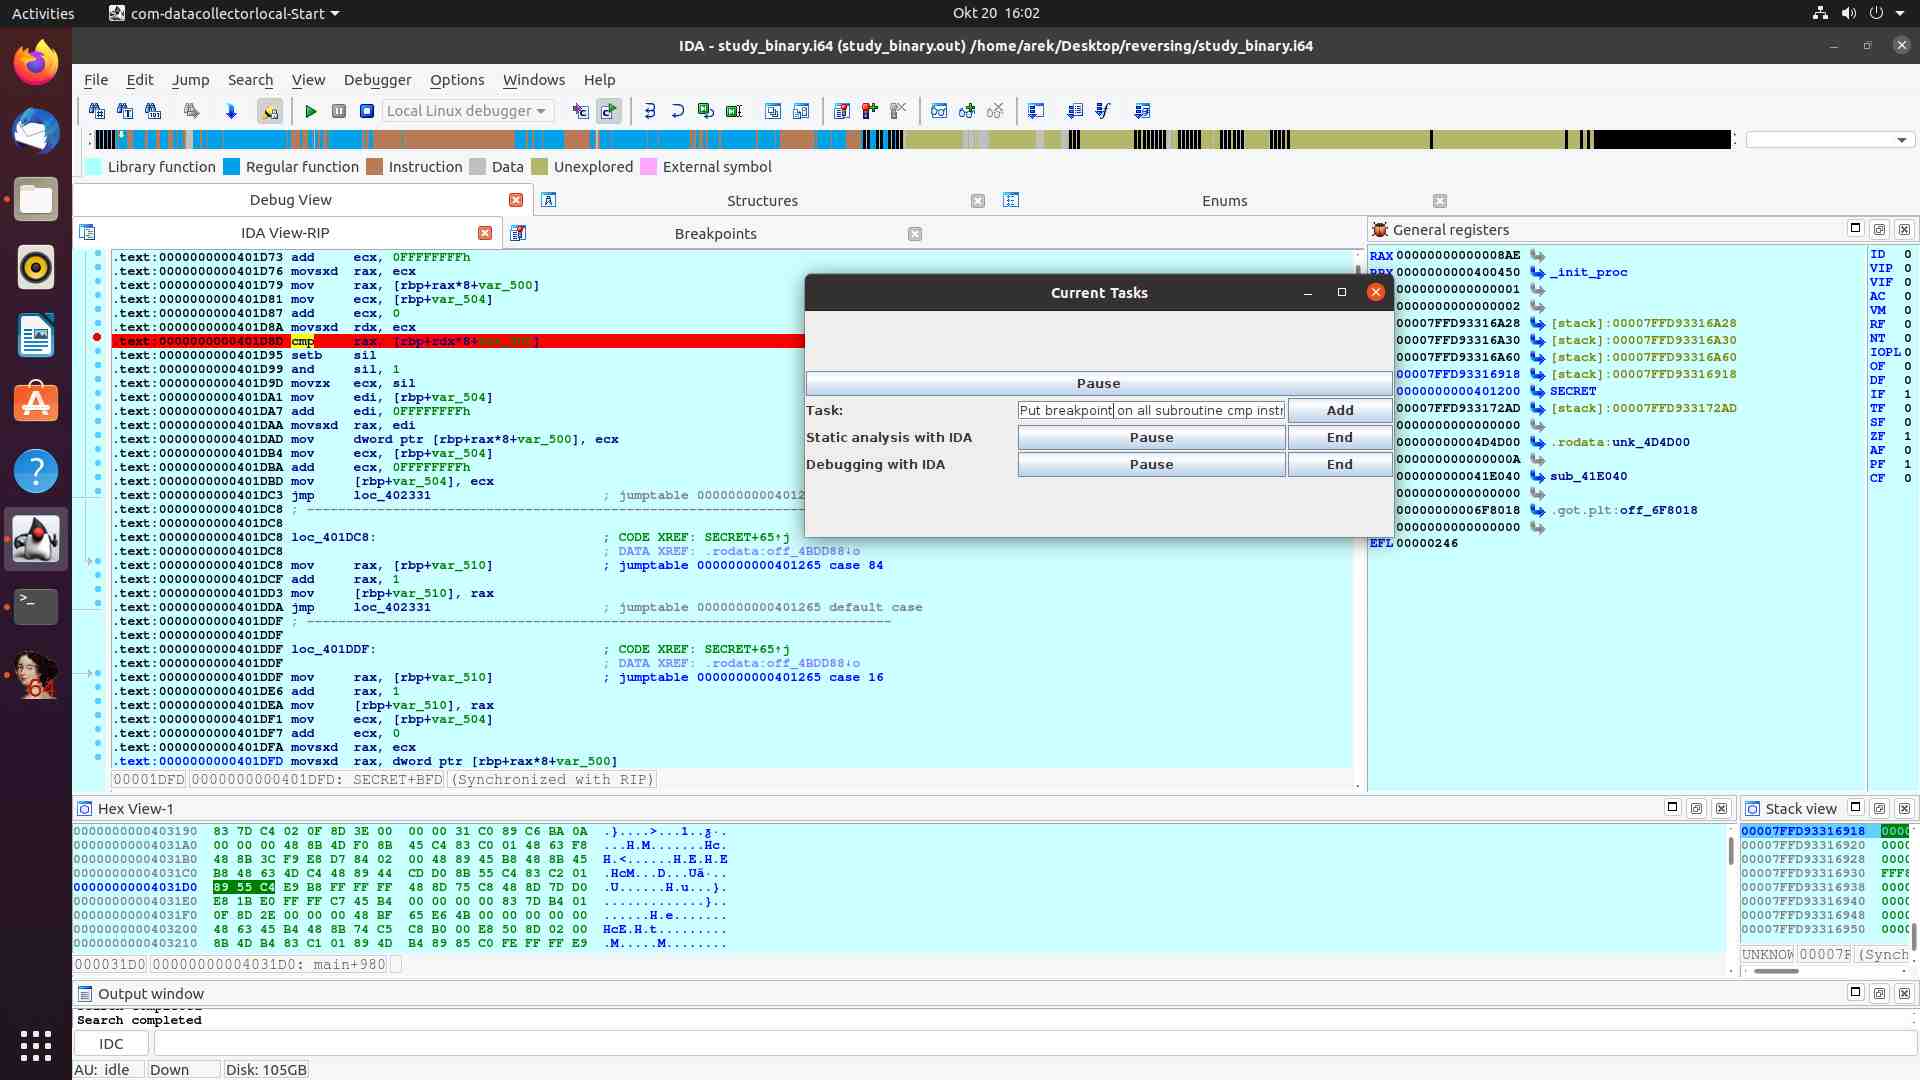 Activities
com-datacollectorlocal-Start
Okt 20 16:02
IDA - study_binary.i64 (study_binary.out) /home/arek/Desktop/reversing/study_binary.i64
File Edit Jump Search View Debugger Options Windows Help
Local Linux debugger
Library function Regular function Instruction Data Unexplored External symbol
Debug View
Structures
Enums
IDA View-RIP
Breakpoints
General registers
.text:0000000000401D73 add ecx, 0FFFFFFFFh
.text:0000000000401D76 movsxd rax, ecx
.text:0000000000401D79 mov rax, [rbp+rax*8+var_500]
.text:0000000000401D81 mov ecx, [rbp+var_504]
.text:0000000000401D87 add ecx, 0
.text:0000000000401D8A movsxd rdx, ecx
.text:0000000000401D8D cmp rax, [rbp+rdx*8+
.text:0000000000401D95 setb sil
.text:0000000000401D99 and sil, 1
.text:0000000000401D9D movzx ecx, sil
.text:0000000000401DA1 mov edi, [rbp+var_504]
.text:0000000000401DA7 add edi, 0FFFFFFFFh
.text:0000000000401DAA movsxd rax, edi
.text:0000000000401DAD mov dword ptr [rbp+rax*8+var_500], ecx
.text:0000000000401DB4 mov ecx, [rbp+var_504]
.text:0000000000401DBA add ecx, 0FFFFFFFFh
.text:0000000000401DBD mov [rbp+var_504], ecx
.text:0000000000401DC3 jmp loc_402331 ; jumptable 00000000004012
.text:0000000000401DC8 ; ---------------------------------------------------------------------------
.text:0000000000401DC8
.text:0000000000401DC8 loc_401DC8: ; CODE XREF: SECRET+65↑j
.text:0000000000401DC8 ; DATA XREF: .rodata:off_4BDD88↓o
.text:0000000000401DC8 mov rax, [rbp+var_510] ; jumptable 0000000000401265 case 84
.text:0000000000401DCF add rax, 1
.text:0000000000401DD3 mov [rbp+var_510], rax
.text:0000000000401DDA jmp loc_402331 ; jumptable 0000000000401265 default case
.text:0000000000401DDF ; ---------------------------------------------------------------------------
.text:0000000000401DDF
.text:0000000000401DDF loc_401DDF: ; CODE XREF: SECRET+65↑j
.text:0000000000401DDF ; DATA XREF: .rodata:off_4BDD88↓o
.text:0000000000401DDF mov rax, [rbp+var_510] ; jumptable 0000000000401265 case 16
.text:0000000000401DE6 add rax, 1
.text:0000000000401DEA mov [rbp+var_510], rax
.text:0000000000401DF1 mov ecx, [rbp+var_504]
.text:0000000000401DF7 add ecx, 0
.text:0000000000401DFA movsxd rax, ecx
.text:0000000000401DFD movsxd rax, dword ptr [rbp+rax*8+var_500]
00001DFD 0000000000401DFD: SECRET+BFD (Synchronized with RIP)
Current Tasks
Pause
Task: Put breakpoint on all subroutine cmp instr Add
Static analysis with IDA Pause End
Debugging with IDA Pause End
RAX 00000000000008AE
0000000000400450 _init_proc
0000000000000001
0000000000000002
00007FFD93316A28 [stack]:00007FFD93316A28
00007FFD93316A30 [stack]:00007FFD93316A30
00007FFD93316A60 [stack]:00007FFD93316A60
00007FFD93316918 [stack]:00007FFD93316918
0000000000401200 SECRET
00007FFD933172AD [stack]:00007FFD933172AD
0000000000000000
00000000004D4D00 .rodata:unk_4D4D00
000000000000000A
000000000041E040 sub_41E040
0000000000000000
00000000006F8018 .got.plt:off_6F8018
0000000000000000
EFL 00000246
ID 0
VIP 0
VIF 0
AC 0
VM 0
RF 0
NT 0
IOPL 0
OF 0
DF 0
IF 1
TF 0
SF 0
ZF 1
AF 0
PF 1
CF 0
Hex View-1
0000000000403190 83 7D C4 02 0F 8D 3E 00 00 00 31 C0 89 C6 BA 0A
00000000004031A0 00 00 00 48 8B 4D F0 8B 45 C4 83 C0 01 48 63 F8
00000000004031B0 48 8B 3C F9 E8 D7 84 02 00 48 89 45 B8 48 8B 45
00000000004031C0 B8 48 63 4D C4 48 89 44 CD D0 8B 55 C4 83 C2 01
00000000004031D0 89 55 C4 E9 B8 FF FF FF 48 8D 75 C8 48 8D 7D D0
00000000004031E0 E8 1B E0 FF FF C7 45 B4 00 00 00 00 83 7D B4 01
00000000004031F0 0F 8D 2E 00 00 00 48 BF 65 E6 4B 00 00 00 00 00
0000000000403200 48 63 45 B4 48 8B 74 C5 C8 B0 00 E8 50 8D 02 00
0000000000403210 8B 4D B4 83 C1 01 89 4D B4 89 85 C0 FE FF FF E9
000031D0 00000000004031D0: main+980
Stack view
00007FFD93316918 0000
00007FFD93316920 0000
00007FFD93316928 0000
00007FFD93316930 FFF8
00007FFD93316938 0000
00007FFD93316940 0000
00007FFD93316948 0000
00007FFD93316950 0000
UNKNOW 00007F (Synch
Output window
Search completed
IDC
AU: idle Down Disk: 105GB